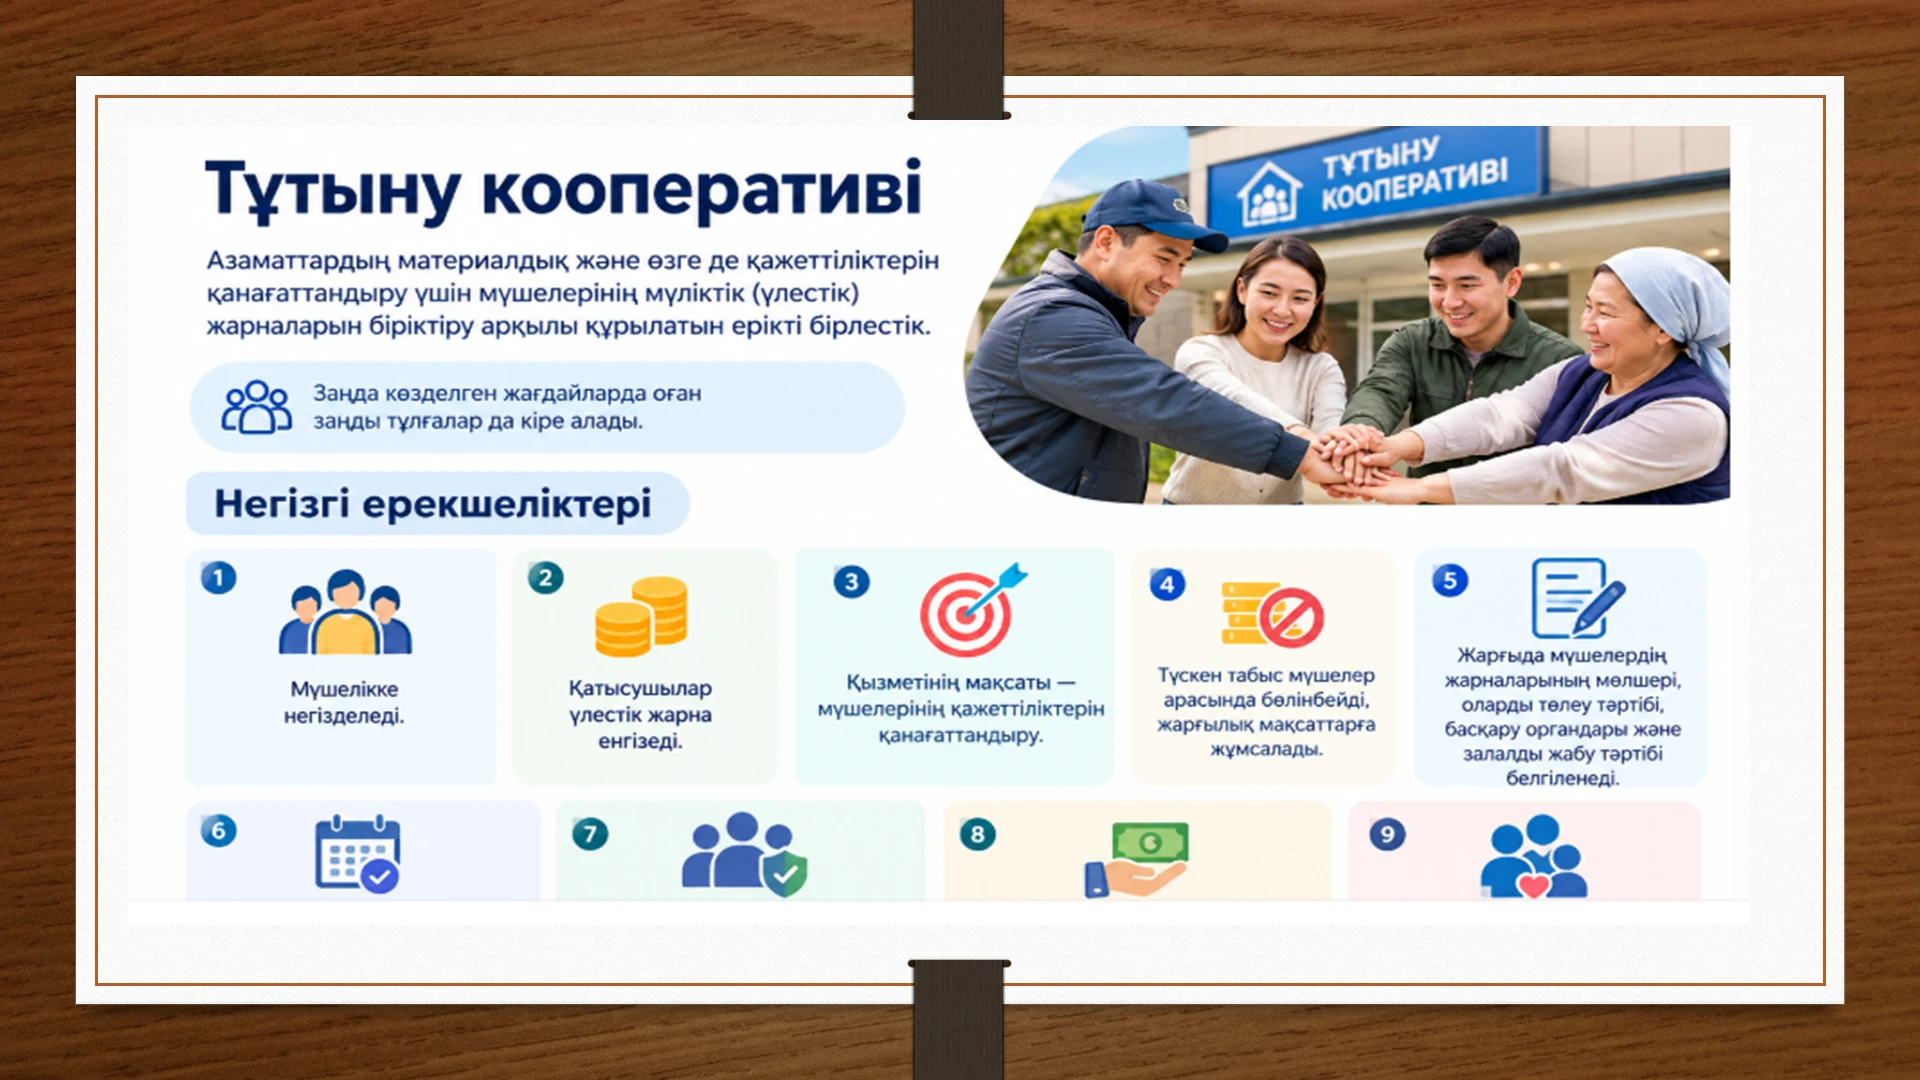 Тұтыну кооперативі
ТҰТЫНУ
КООПЕРАТИВІ
Азаматтардың материалдық және өзге де қажеттіліктерін
қанағаттандыру үшін мүшелерінің мүліктік (үлестік)
жарналарын біріктіру арқылы құрылатын ерікті бірлестік.
Заңда көзделген жағдайларда оған
заңды тұлғалар да кіре алады.
Негізгі ерекшеліктері
1
Мүшелікке
негізделеді.
2
Қатысушылар
үлестік жарна
енгізеді.
3
Қызметінің мақсаты —
мүшелерінің қажеттіліктерін
қанағаттандыру.
4
Түскен табыс мүшелер
арасында бөлінбейді,
жарғылық мақсаттарға
жұмсалады.
5
Жарғыда мүшелердің
жарналарының мөлшері,
оларды төлеу тәртібі,
басқару органдары және
залалды жабу тәртібі
белгіленеді.
6
7
8
9